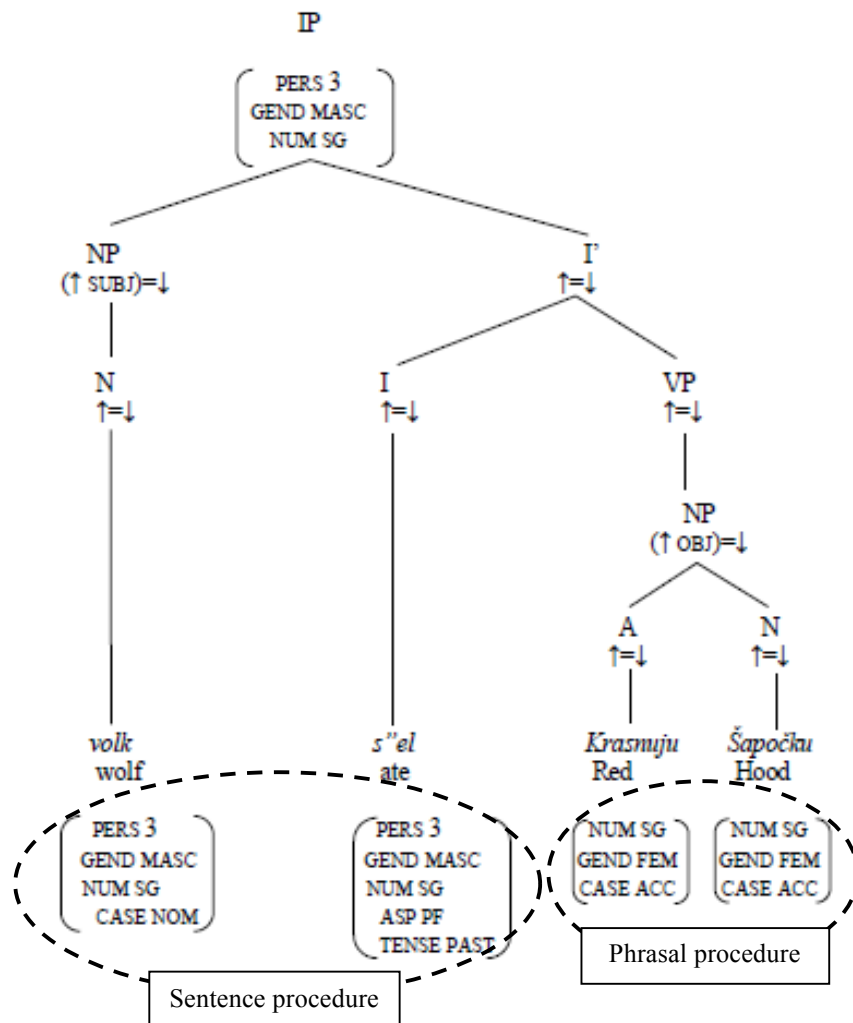 IP
PERS 3
GEND MASC
NUM SG
NP I’
(↑ SUBJ)=↓ ↑=↓
N I VP
↑=↓ ↑=↓ ↑=↓
NP
(↑ OBJ)=↓
A N
↑=↓ ↑=↓
volk s”el Krasnuju Šapočku
wolf ate Red Hood
PERS 3 PERS 3 NUM SG NUM SG
GEND MASC GEND MASC GEND FEM GEND FEM
NUM SG NUM SG CASE ACC CASE ACC
CASE NOM ASP PF
TENSE PAST
Phrasal procedure
Sentence procedure